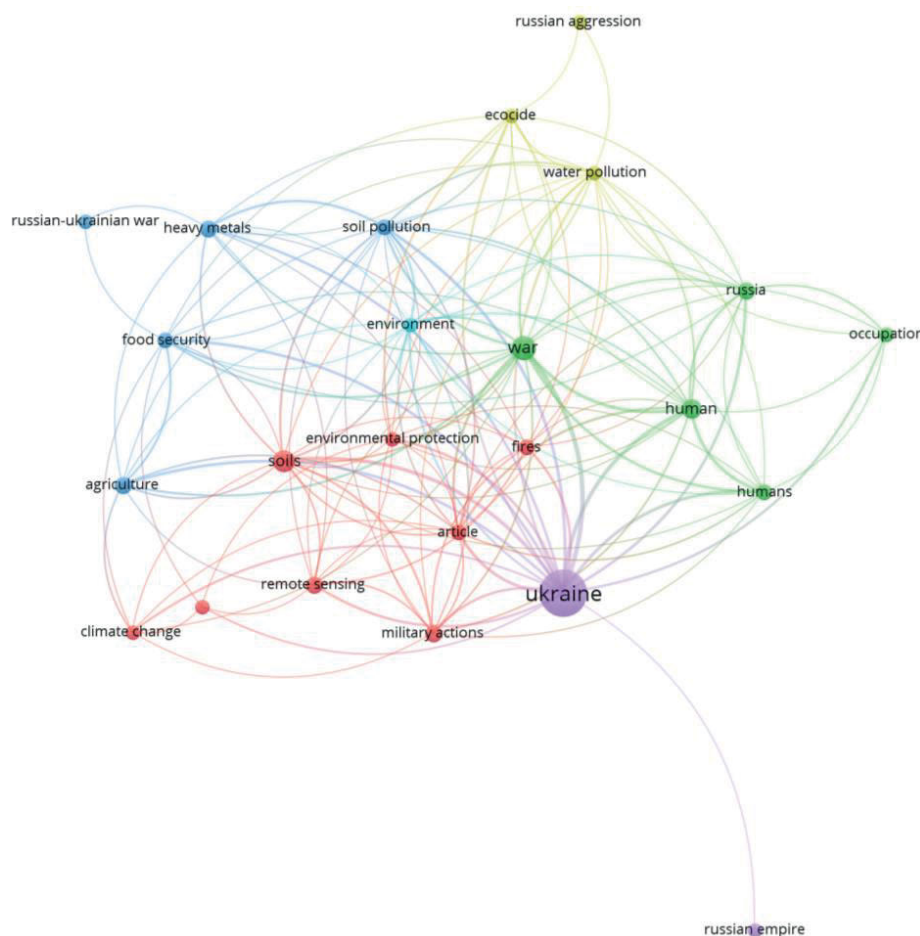 russian aggression
ecocide
water pollution
russian-ukrainian war
heavy metals
soil pollution
russia
environment
occupation
food security
war
human
environmental protection
fires
soils
agriculture
humans
article
remote sensing
ukraine
climate change
military actions
russian empire